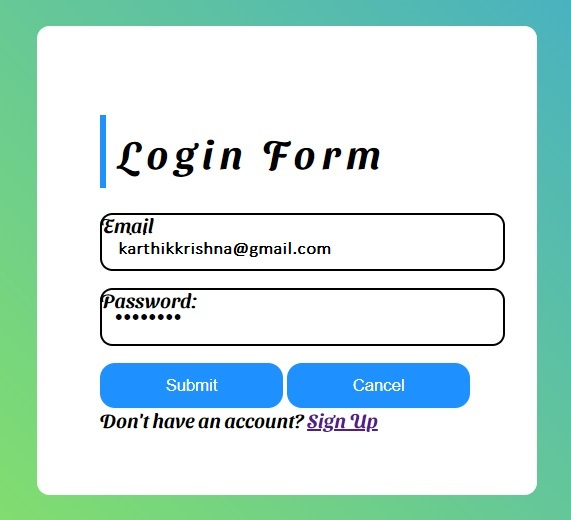 Login Form
Email
karthikkrishna@gmail.com
Password:
••••••••
Submit Cancel
Don't have an account? Sign Up